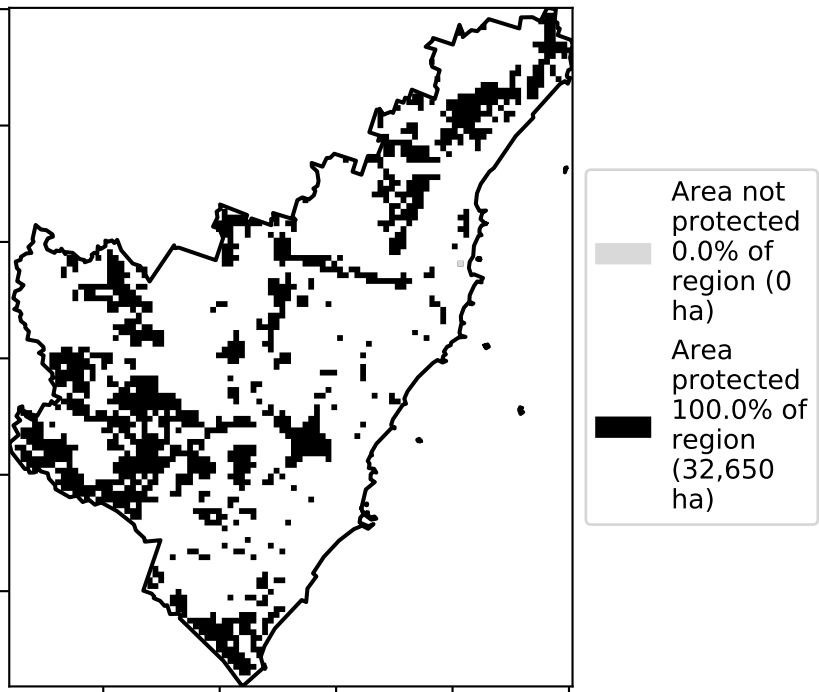 Area not
protected
0.0% of
region (0
ha)
Area
protected
100.0% of
region
(32,650
ha)